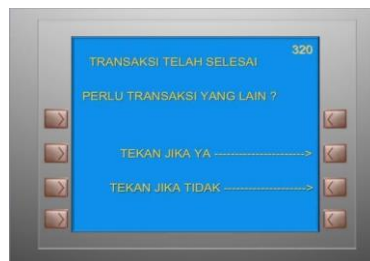 320
TRANSAKSI TELAH SELESAI
PERLU TRANSAKSI YANG LAIN ?
TEKAN JIKA YA ---------------------->
TEKAN JIKA TIDAK --------------------->